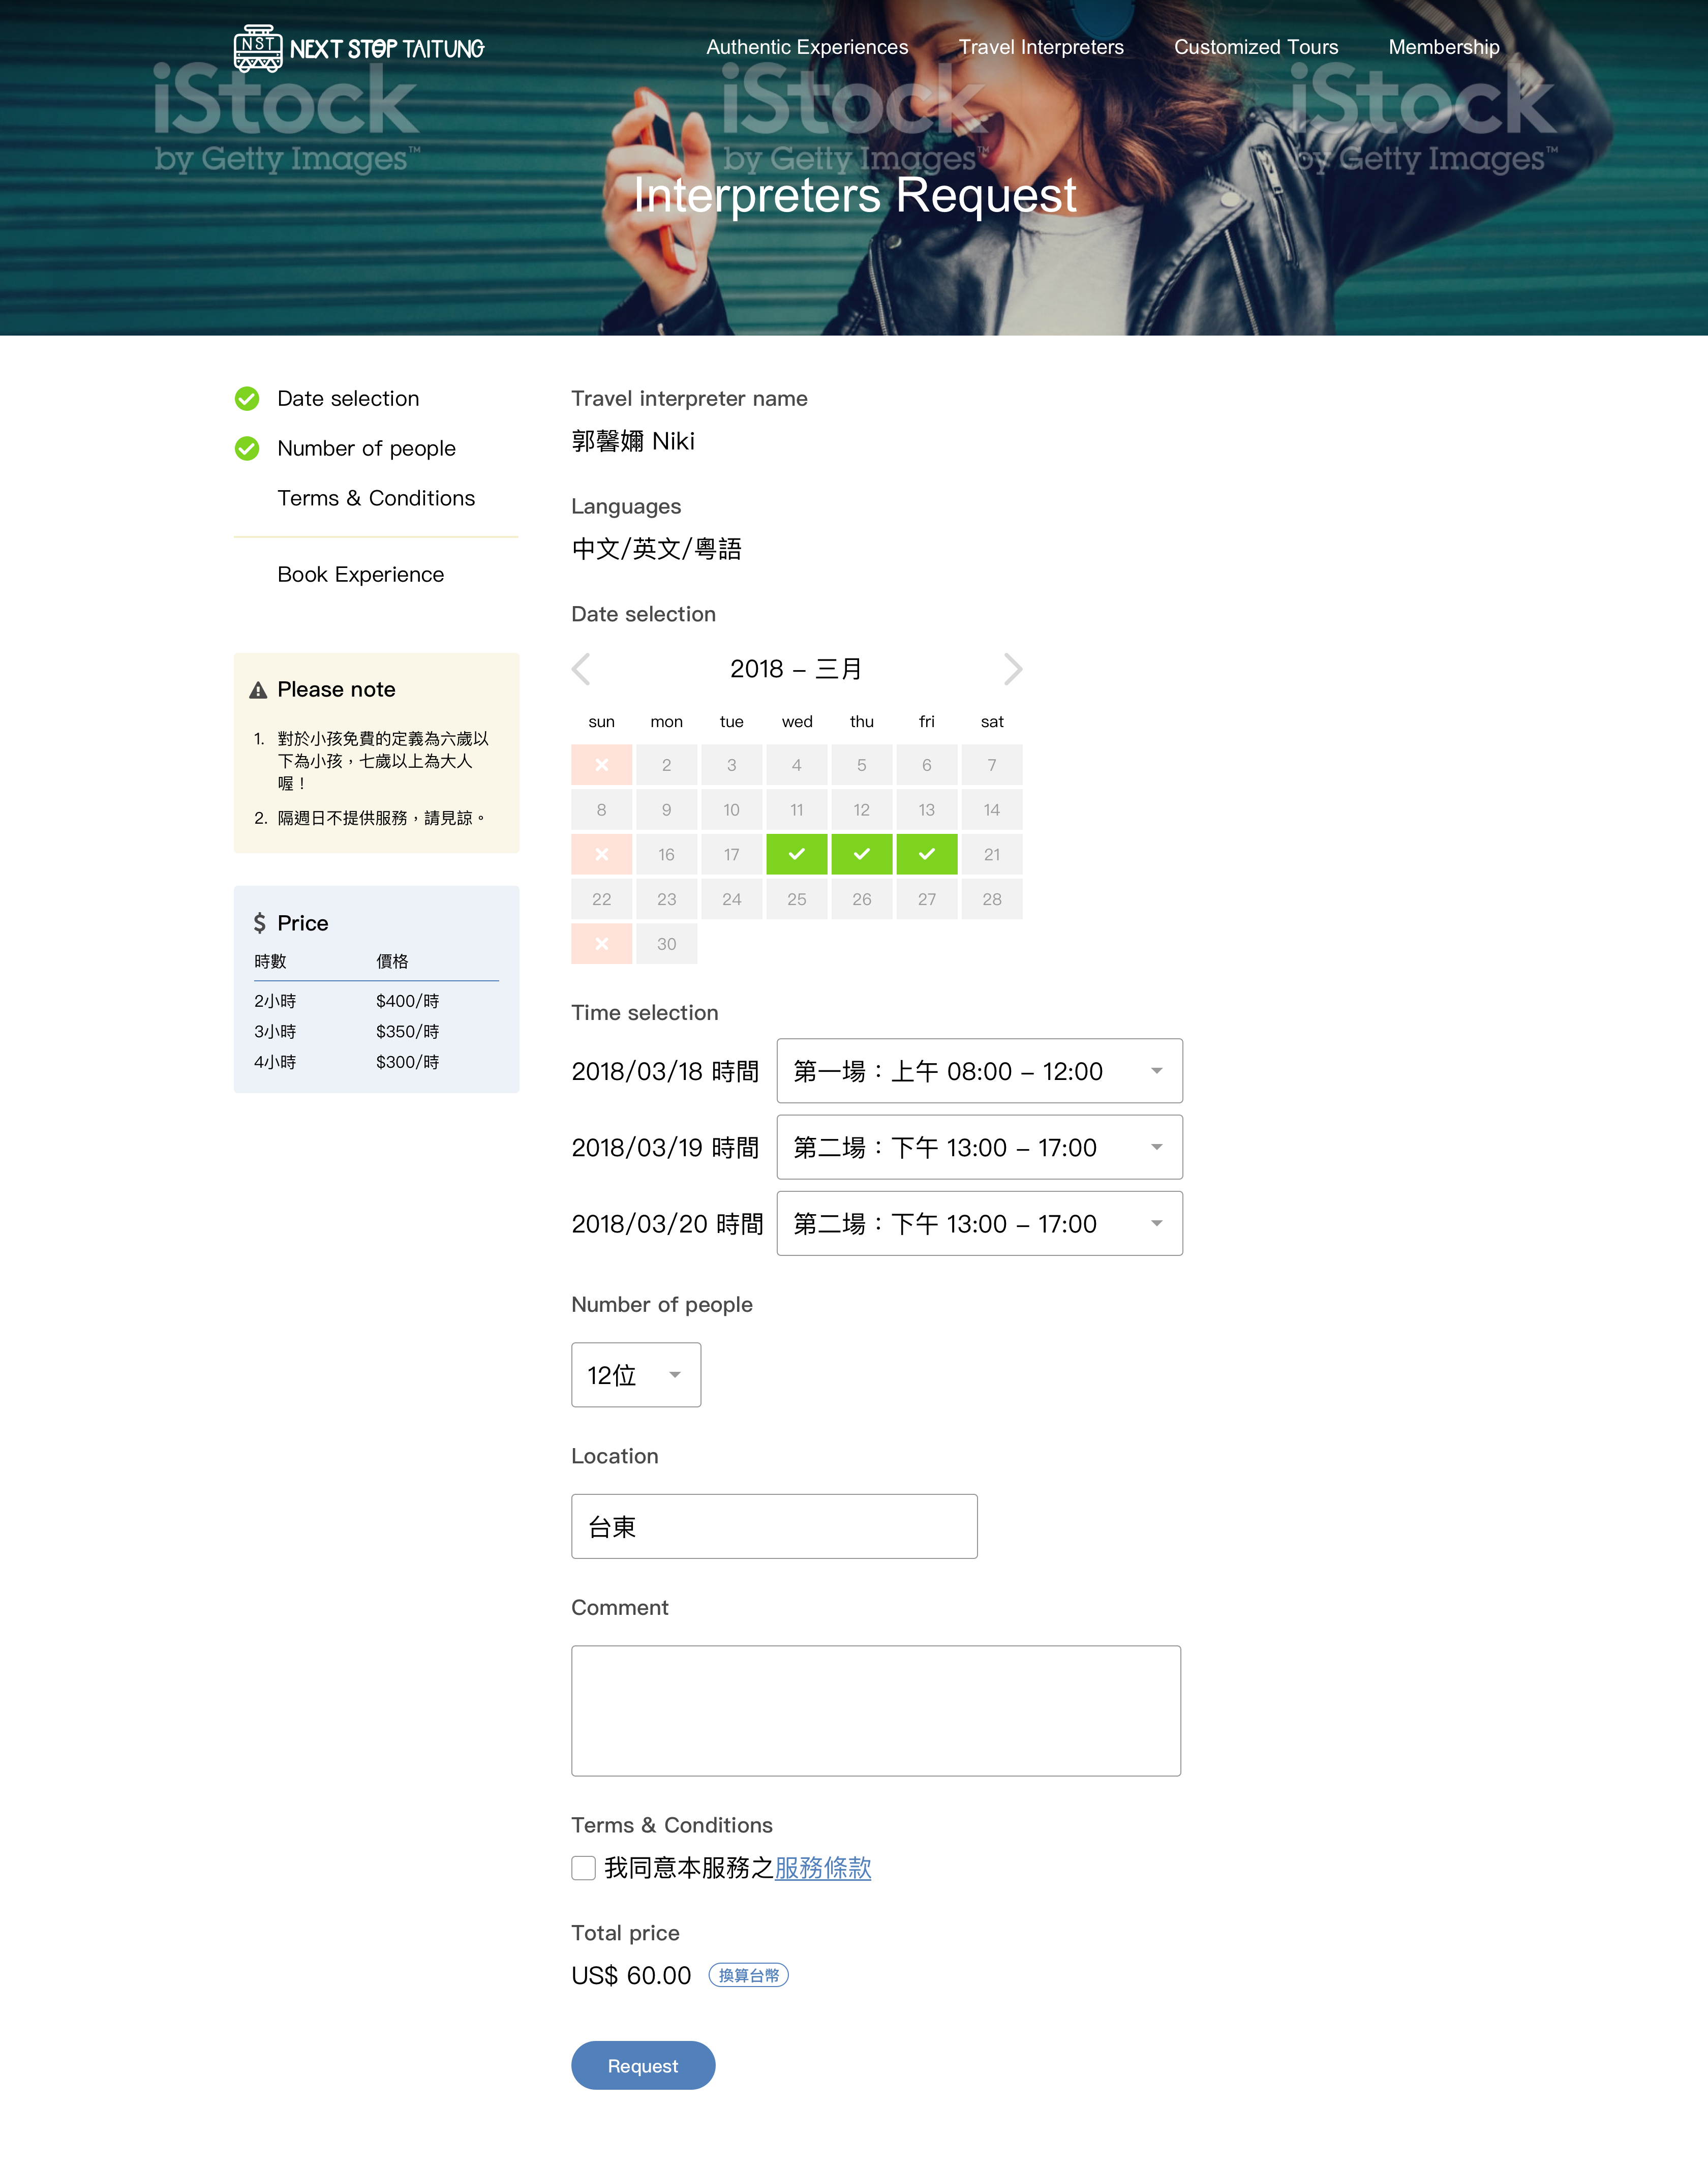 NST NEXT STOP TAITUNG
Authentic Experiences Travel Interpreters Customized Tours Membership
iStock iStock iStock
by Getty Images™ by Getty Images™ by Getty Images™
Interpreters Request
Date selection
Number of people
Terms & Conditions
Book Experience
Please note
1. 對於小孩免費的定義為六歲以
下為小孩，七歲以上為大人
喔！
2. 隔週日不提供服務，請見諒。
$ Price
時數 價格
2小時 $400/時
3小時 $350/時
4小時 $300/時
Travel interpreter name
郭馨嬭 Niki
Languages
中文/英文/粵語
Date selection
2018 – 三月
sun mon tue wed thu fri sat
2 3 4 5 6 7
8 9 10 11 12 13 14
16 17 21
22 23 24 25 26 27 28
30
Time selection
2018/03/18 時間 第一場：上午 08:00 – 12:00
2018/03/19 時間 第二場：下午 13:00 – 17:00
2018/03/20 時間 第二場：下午 13:00 – 17:00
Number of people
12位
Location
台東
Comment
Terms & Conditions
我同意本服務之服務條款
Total price
US$ 60.00 換算台幣
Request